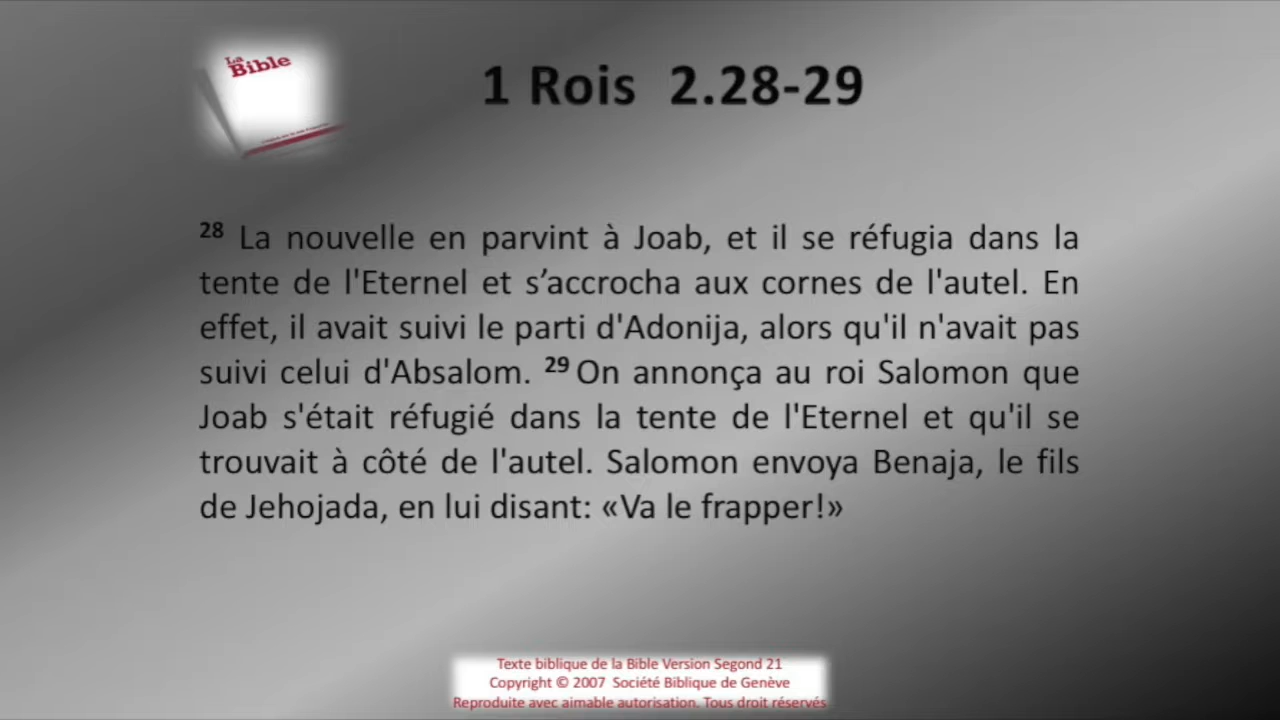 La
Bible
1 Rois 2.28-29
28 La nouvelle en parvint à Joab, et il se réfugia dans la
tente de l'Eternel et s’accrocha aux cornes de l'autel. En
effet, il avait suivi le parti d'Adonija, alors qu'il n'avait pas
suivi celui d'Absalom. 29 On annonça au roi Salomon que
Joab s'était réfugié dans la tente de l'Eternel et qu'il se
trouvait à côté de l'autel. Salomon envoya Benaja, le fils
de Jehojada, en lui disant: «Va le frapper!»
Texte biblique de la Bible Version Segond 21
Copyright © 2007 Société Biblique de Genève
Reproduite avec aimable autorisation. Tous droit réservés